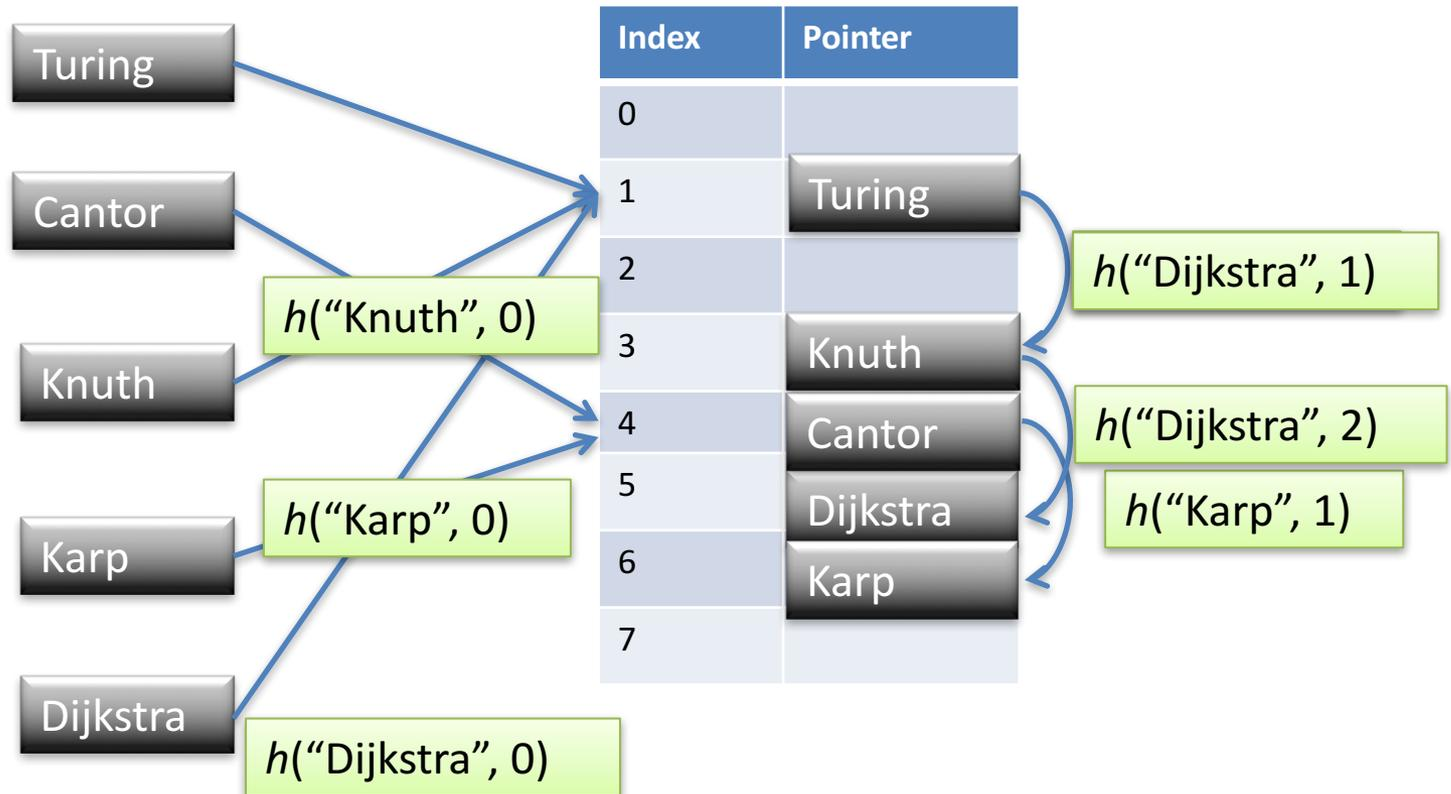 Turing
Cantor
Knuth
Karp
Dijkstra
h(“Knuth”, 0)
h(“Karp”, 0)
h(“Dijkstra”, 0)
Index Pointer
0
1 Turing
2
3 Knuth
4 Cantor
5 Dijkstra
6 Karp
7
h(“Dijkstra”, 1)
h(“Dijkstra”, 2)
h(“Karp”, 1)